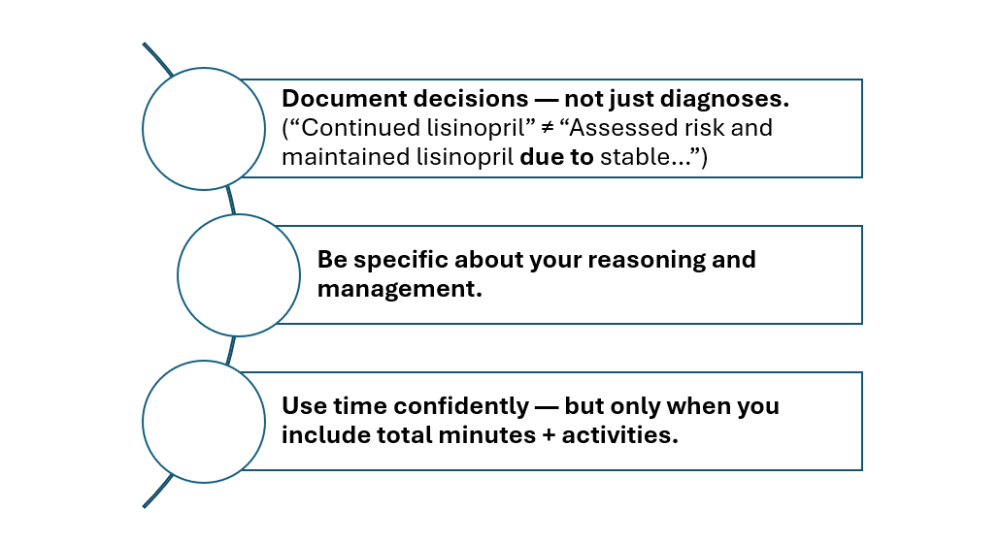 Document decisions — not just diagnoses.
(“Continued lisinopril” ≠ “Assessed risk and
maintained lisinopril due to stable...”)
Be specific about your reasoning and
management.
Use time confidently — but only when you
include total minutes + activities.